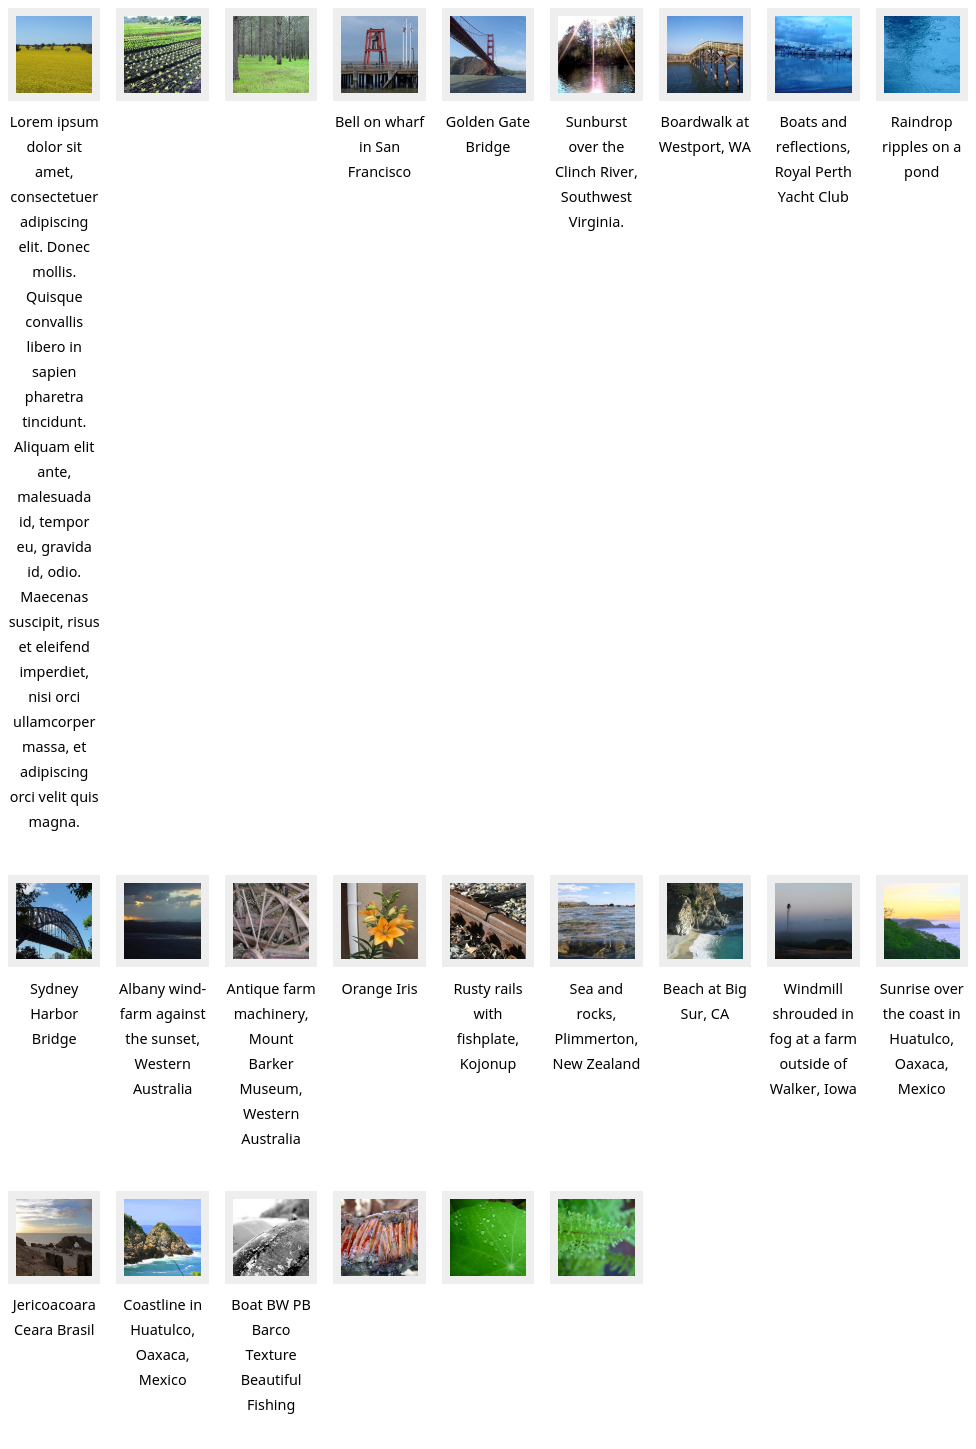 Lorem ipsum
dolor sit
amet,
consectetuer
adipiscing
elit. Donec
mollis.
Quisque
convallis
libero in
sapien
pharetra
tincidunt.
Aliquam elit
ante,
malesuada
id, tempor
eu, gravida
id, odio.
Maecenas
suscipit, risus
et eleifend
imperdiet,
nisi orci
ullamcorper
massa, et
adipiscing
orci velit quis
magna.
Bell on wharf
in San
Francisco
Golden Gate
Bridge
Sunburst
over the
Clinch River,
Southwest
Virginia.
Boardwalk at
Westport, WA
Boats and
reflections,
Royal Perth
Yacht Club
Raindrop
ripples on a
pond
Sydney
Harbor
Bridge
Albany wind-
farm against
the sunset,
Western
Australia
Antique farm
machinery,
Mount
Barker
Museum,
Western
Australia
Orange Iris
Rusty rails
with
fishplate,
Kojonup
Sea and
rocks,
Plimmerton,
New Zealand
Beach at Big
Sur, CA
Windmill
shrouded in
fog at a farm
outside of
Walker, Iowa
Sunrise over
the coast in
Huatulco,
Oaxaca,
Mexico
Jericoacoara
Ceara Brasil
Coastline in
Huatulco,
Oaxaca,
Mexico
Boat BW PB
Barco
Texture
Beautiful
Fishing